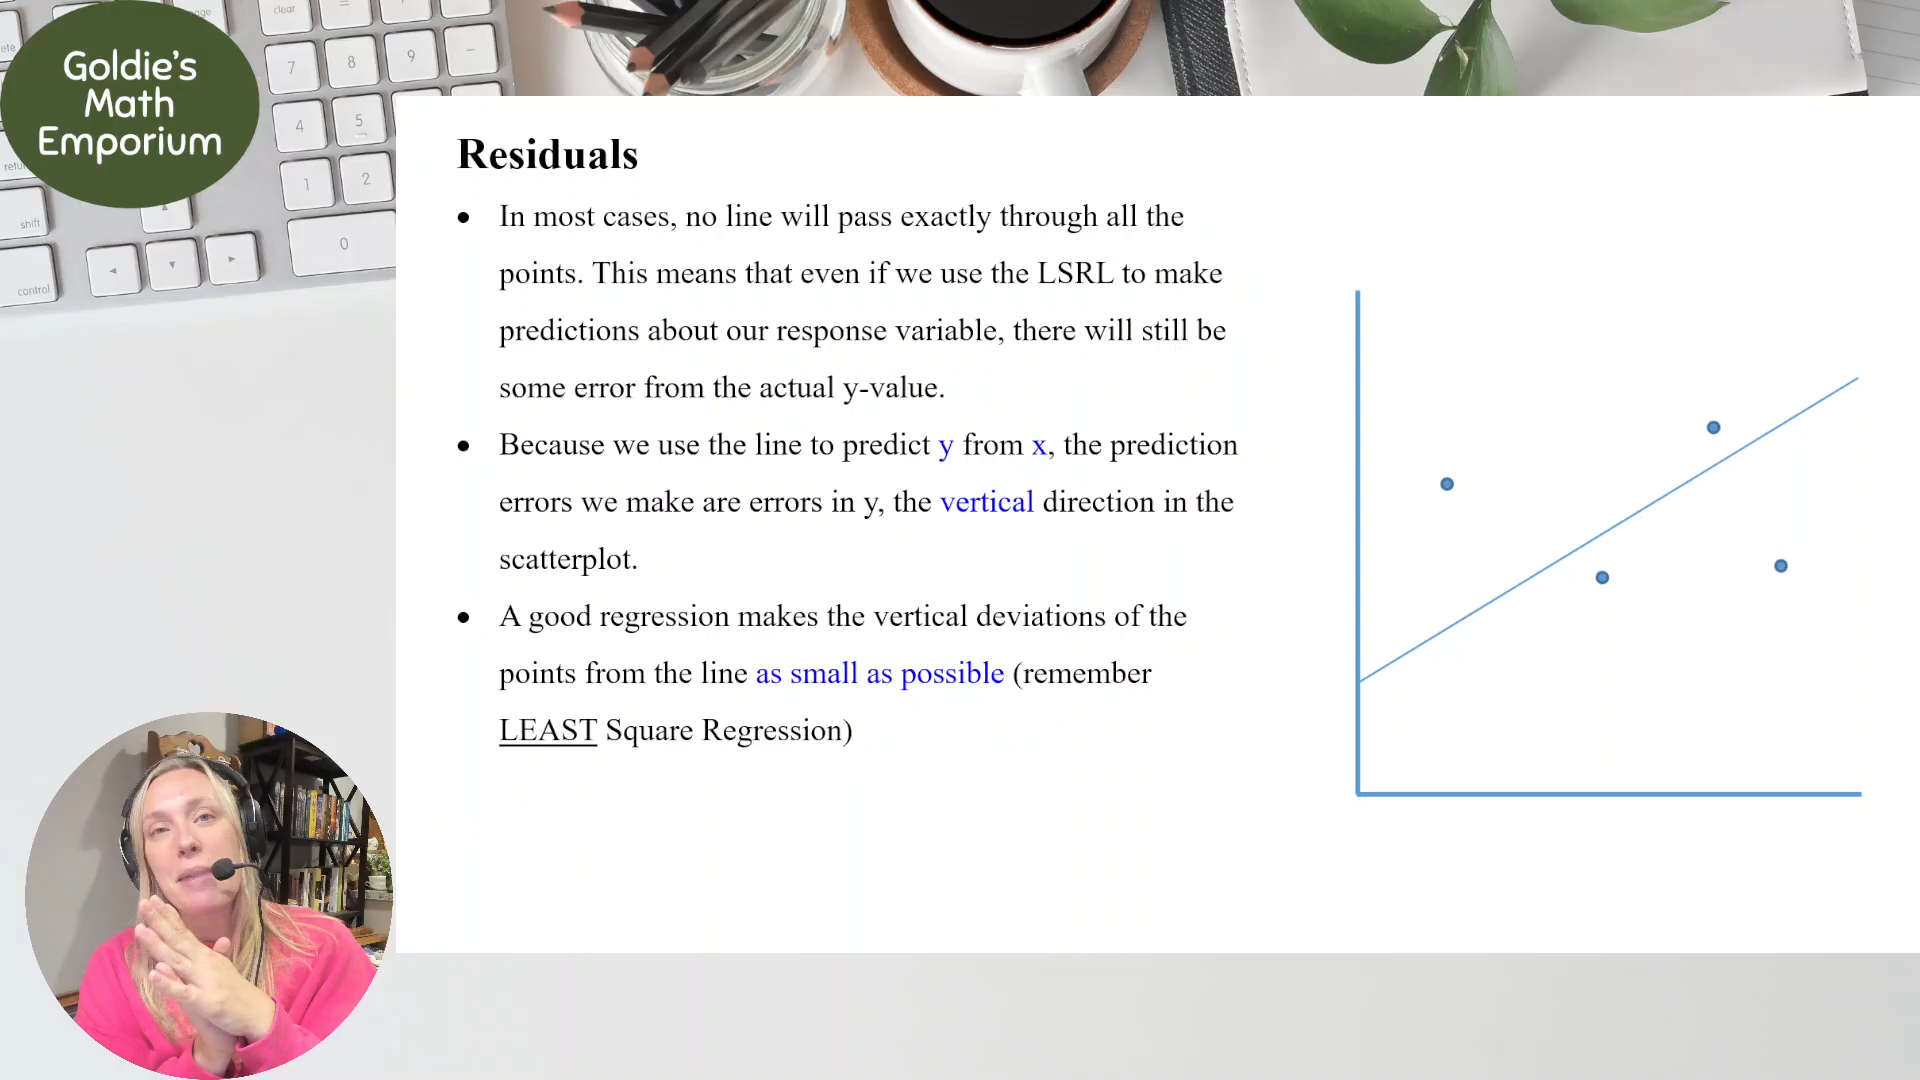 Goldie's
Math
Emporium
clear
=
7
8
9
4
5
1
2
0
shift
control
Residuals
• In most cases, no line will pass exactly through all the
points. This means that even if we use the LSRL to make
predictions about our response variable, there will still be
some error from the actual y-value.
• Because we use the line to predict y from x, the prediction
errors we make are errors in y, the vertical direction in the
scatterplot.
• A good regression makes the vertical deviations of the
points from the line as small as possible (remember
LEAST Square Regression)